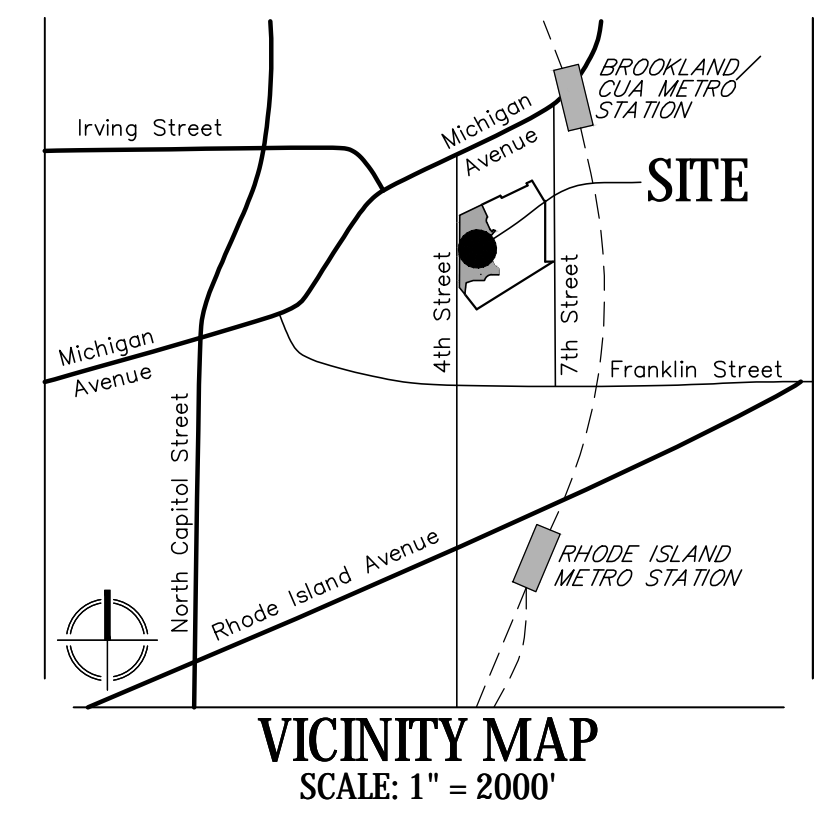 BROOKLAND/
CUA METRO
STATION
Michigan
Avenue
Irving Street
SITE
4th Street
7th Street
Michigan
Avenue
Franklin Street
North Capitol Street
Rhode Island Avenue
RHODE ISLAND
METRO STATION
VICINITY MAP
SCALE: 1" = 2000'